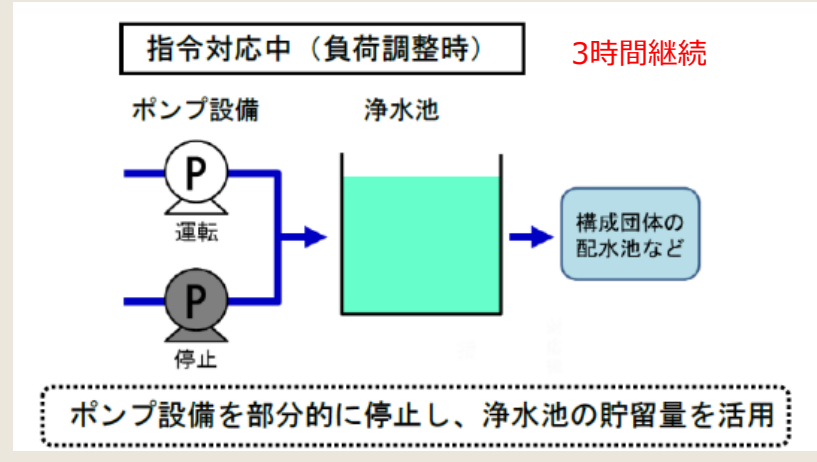 指令対応中（負荷調整時）
3時間継続
ポンプ設備
浄水池
P
運転
構成団体の
配水池など
P
停止
ポンプ設備を部分的に停止し、浄水池の貯留量を活用